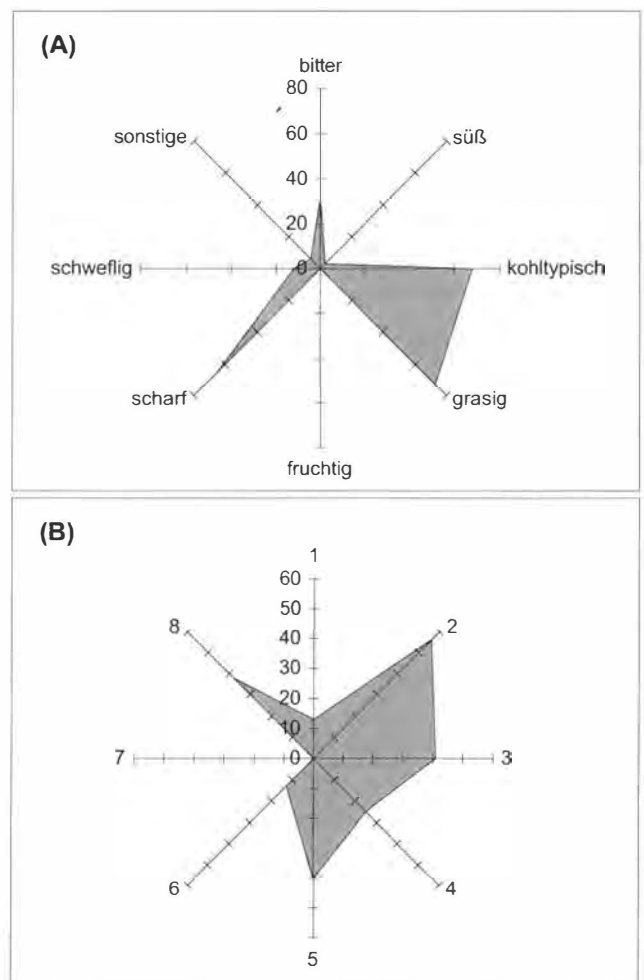 (A)
bitter
80
sonstige
süß
60
40
20
schweflig
0
kohltypisch
scharf
grasig
fruchtig
(B)
1
60
8
2
50
40
30
20
10
7
0
3
6
4
5